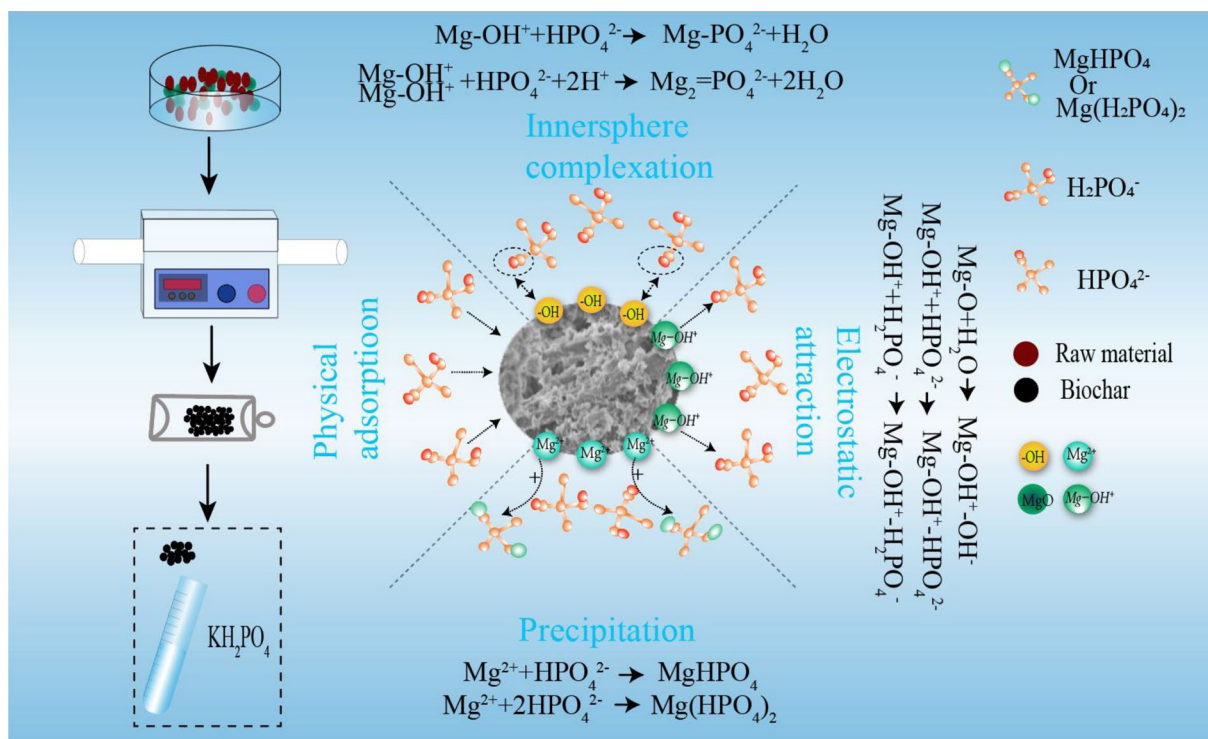 Mg-OH⁺+HPO₄²⁻ → Mg-PO₄²⁻+H₂O
Mg-OH⁺
Mg-OH⁺
+HPO₄²⁻+2H⁺ → Mg₂=PO₄²⁻+2H₂O
Innersphere
complexation
MgHPO₄
Or
Mg(H₂PO₄)₂
H₂PO₄⁻
HPO₄²⁻
Raw material
Biochar
-OH
Mg²⁺
MgO
Mg-OH⁺
Physical
adsorption
-OH
-OH
-OH
Mg-OH⁺
Mg-OH⁺
Mg-OH⁺
Mg²⁺
Mg²⁺
Mg²⁺
+
+
Electrostatic
attraction
Mg-O+H₂O → Mg-OH⁺-OH⁻
Mg-OH⁺+HPO₄²⁻ → Mg-OH⁺-HPO₄²⁻
Mg-OH⁺+H₂PO₄⁻ → Mg-OH⁺-H₂PO₄⁻
KH₂PO₄
Precipitation
Mg²⁺+HPO₄²⁻ → MgHPO₄
Mg²⁺+2HPO₄²⁻ → Mg(HPO₄)₂